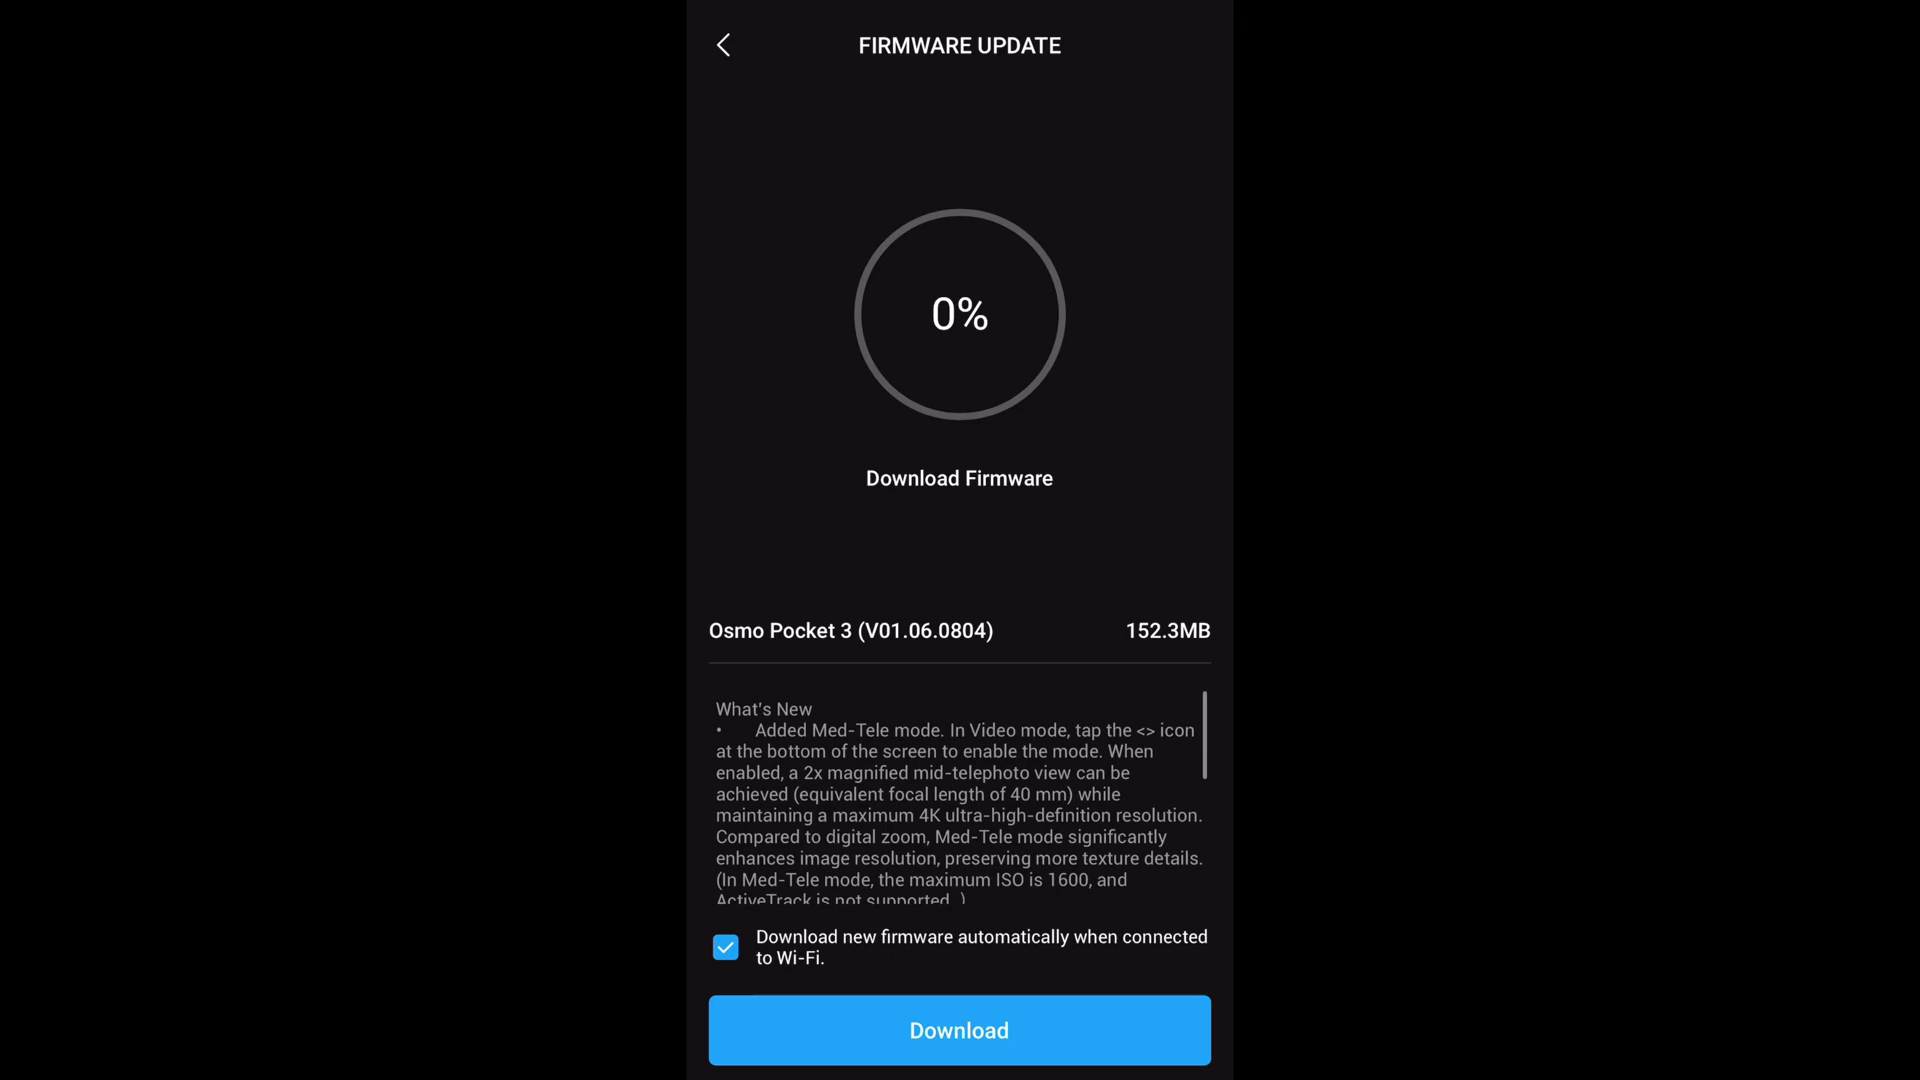 FIRMWARE UPDATE
0%
Download Firmware
Osmo Pocket 3 (V01.06.0804) 152.3MB
What's New
• Added Med-Tele mode. In Video mode, tap the <> icon
at the bottom of the screen to enable the mode. When
enabled, a 2x magnified mid-telephoto view can be
achieved (equivalent focal length of 40 mm) while
maintaining a maximum 4K ultra-high-definition resolution.
Compared to digital zoom, Med-Tele mode significantly
enhances image resolution, preserving more texture details.
(In Med-Tele mode, the maximum ISO is 1600, and
ActiveTrack is not supported. )
Download new firmware automatically when connected
to Wi-Fi.
Download